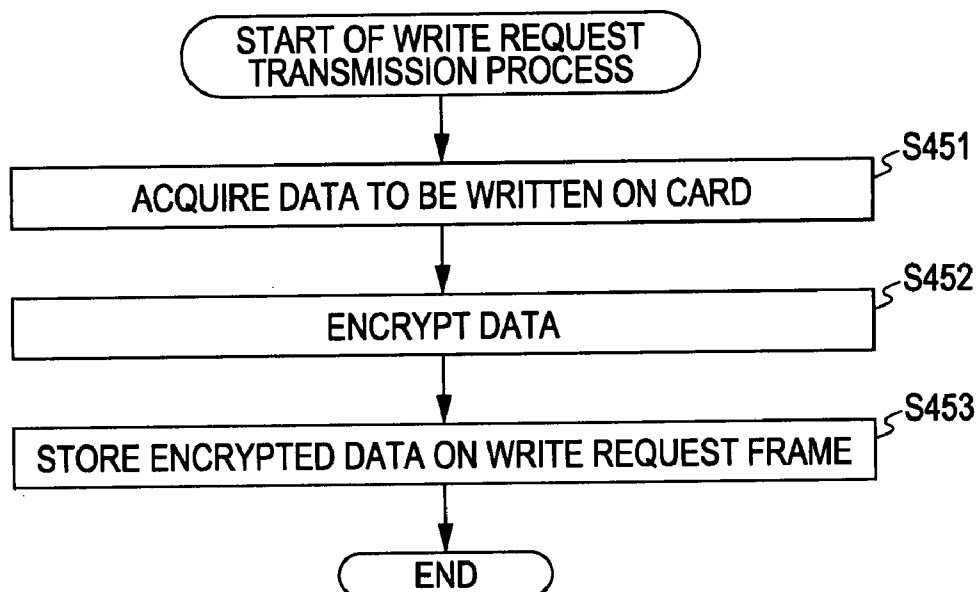 START OF WRITE REQUEST
TRANSMISSION PROCESS
S451
ACQUIRE DATA TO BE WRITTEN ON CARD
S452
ENCRYPT DATA
S453
STORE ENCRYPTED DATA ON WRITE REQUEST FRAME
END